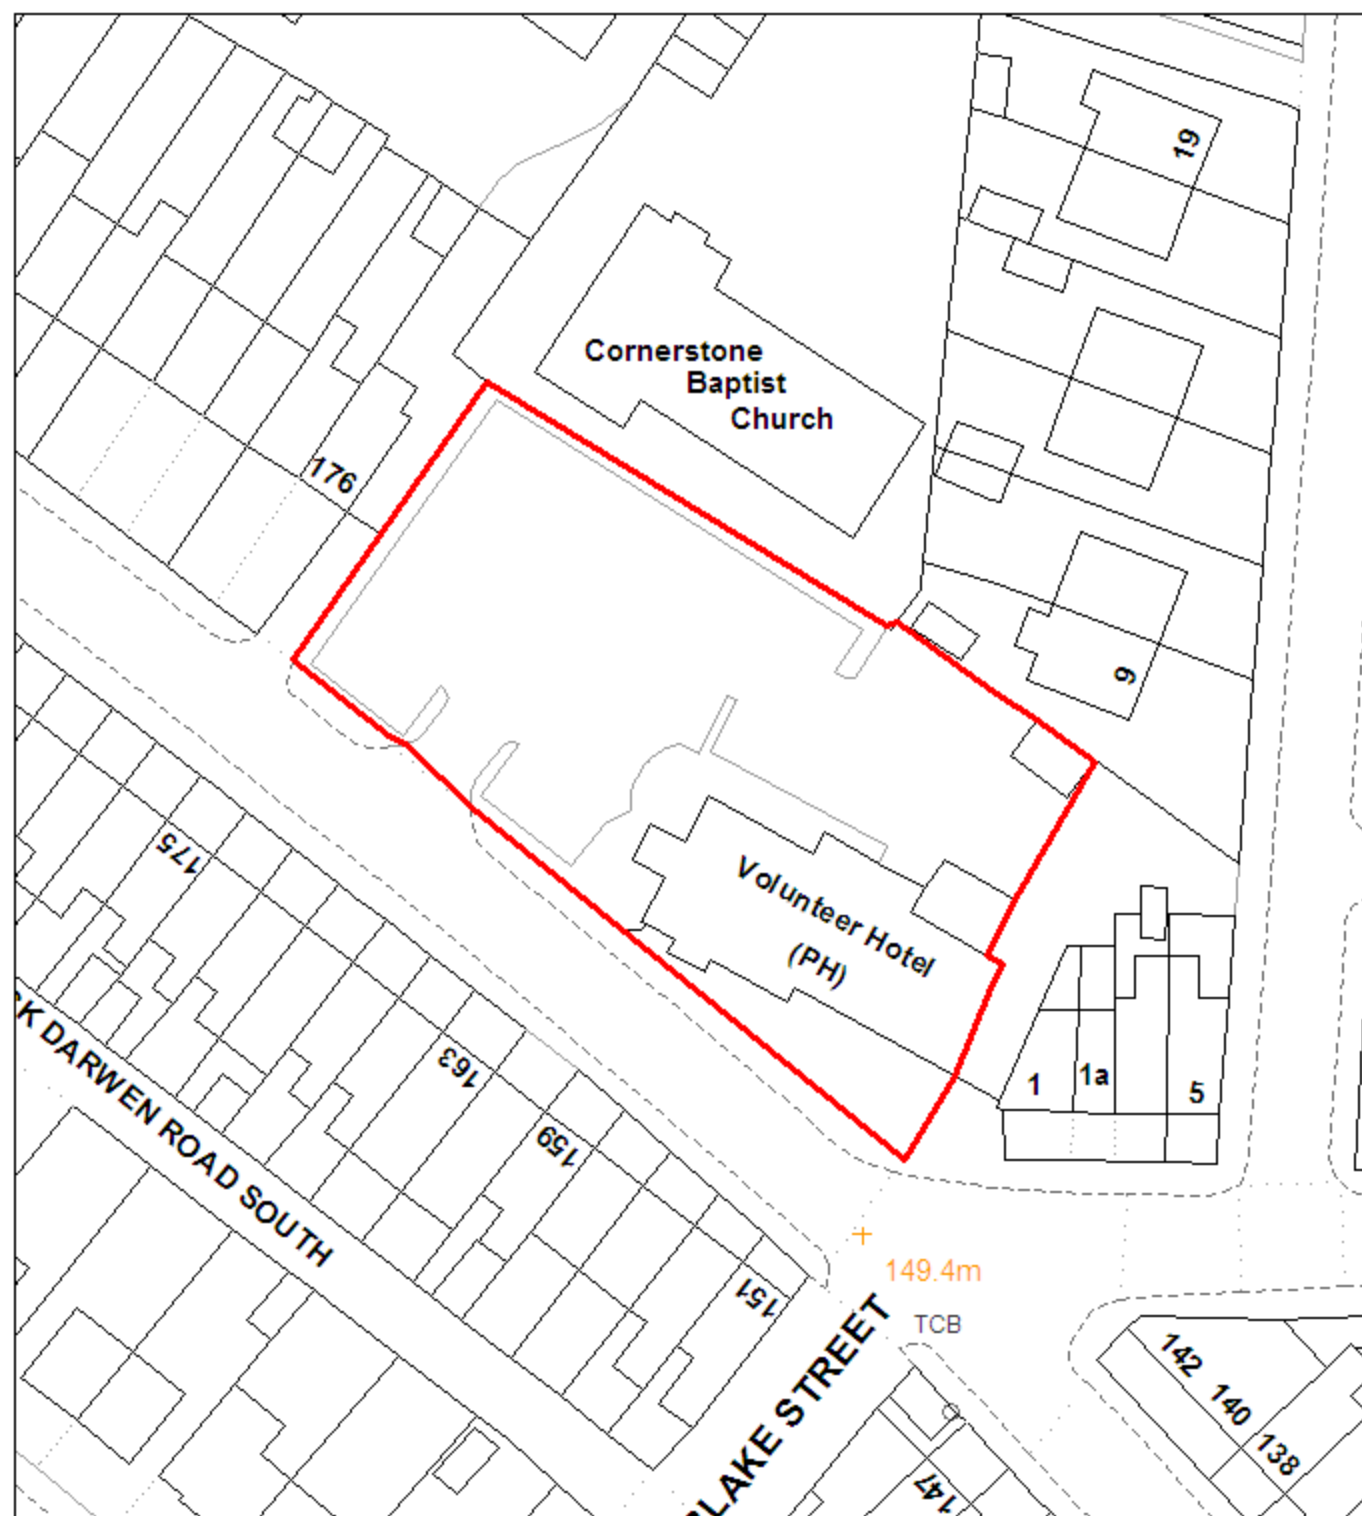 19
Cornerstone
Baptist
Church
176
9
175
Volunteer Hotel
(PH)
163
1
1a
5
159
DARWEN ROAD SOUTH
151
149.4m
TCB
STREET
142
140
138
147